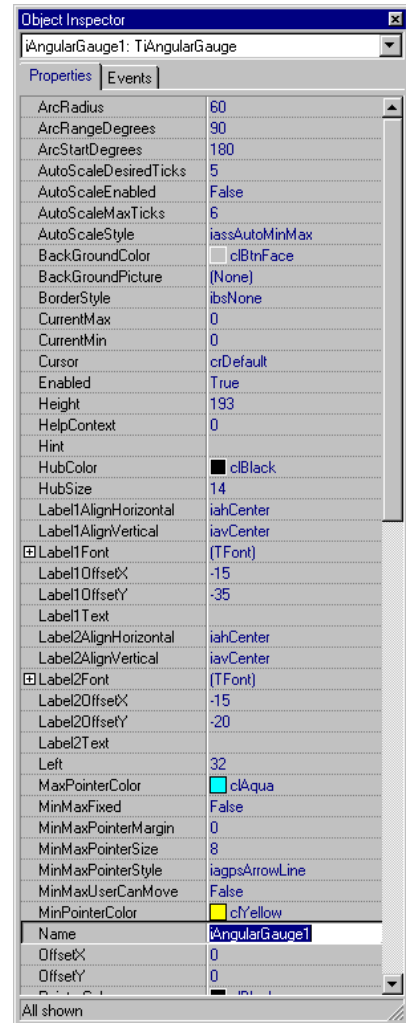 Object Inspector
iAngularGauge1: TiAngularGauge
Properties Events
ArcRadius 60
ArcRangeDegrees 90
ArcStartDegrees 180
AutoScaleDesiredTicks 5
AutoScaleEnabled False
AutoScaleMaxTicks 6
AutoScaleStyle iassAutoMinMax
BackGroundColor clBtnFace
BackGroundPicture (None)
BorderStyle ibsNone
CurrentMax 0
CurrentMin 0
Cursor crDefault
Enabled True
Height 193
HelpContext 0
Hint
HubColor clBlack
HubSize 14
Label1AlignHorizontal iahCenter
Label1AlignVertical iavCenter
Label1Font (TFont)
Label1OffsetX -15
Label1OffsetY -35
Label1Text
Label2AlignHorizontal iahCenter
Label2AlignVertical iavCenter
Label2Font (TFont)
Label2OffsetX -15
Label2OffsetY -20
Label2Text
Left 32
MaxPointerColor clAqua
MinMaxFixed False
MinMaxPointerMargin 0
MinMaxPointerSize 8
MinMaxPointerStyle iagpsArrowLine
MinMaxUserCanMove False
MinPointerColor clYellow
Name iAngularGauge1
OffsetX 0
OffsetY 0
All shown